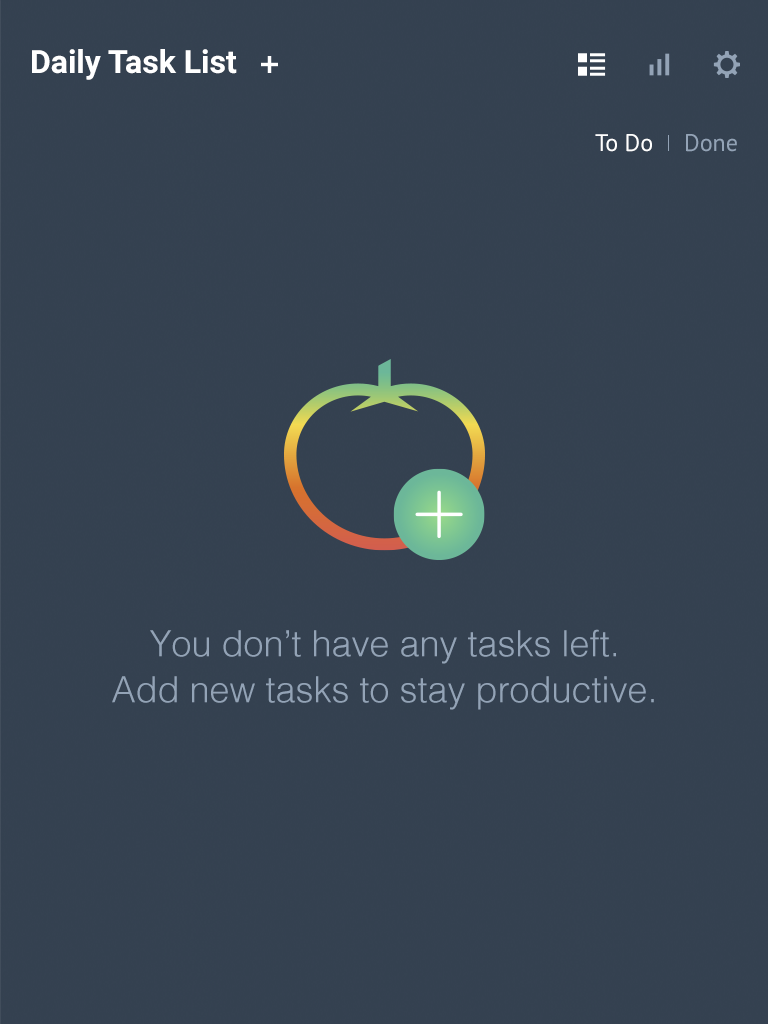 Daily Task List +
To Do | Done
You don’t have any tasks left.
Add new tasks to stay productive.